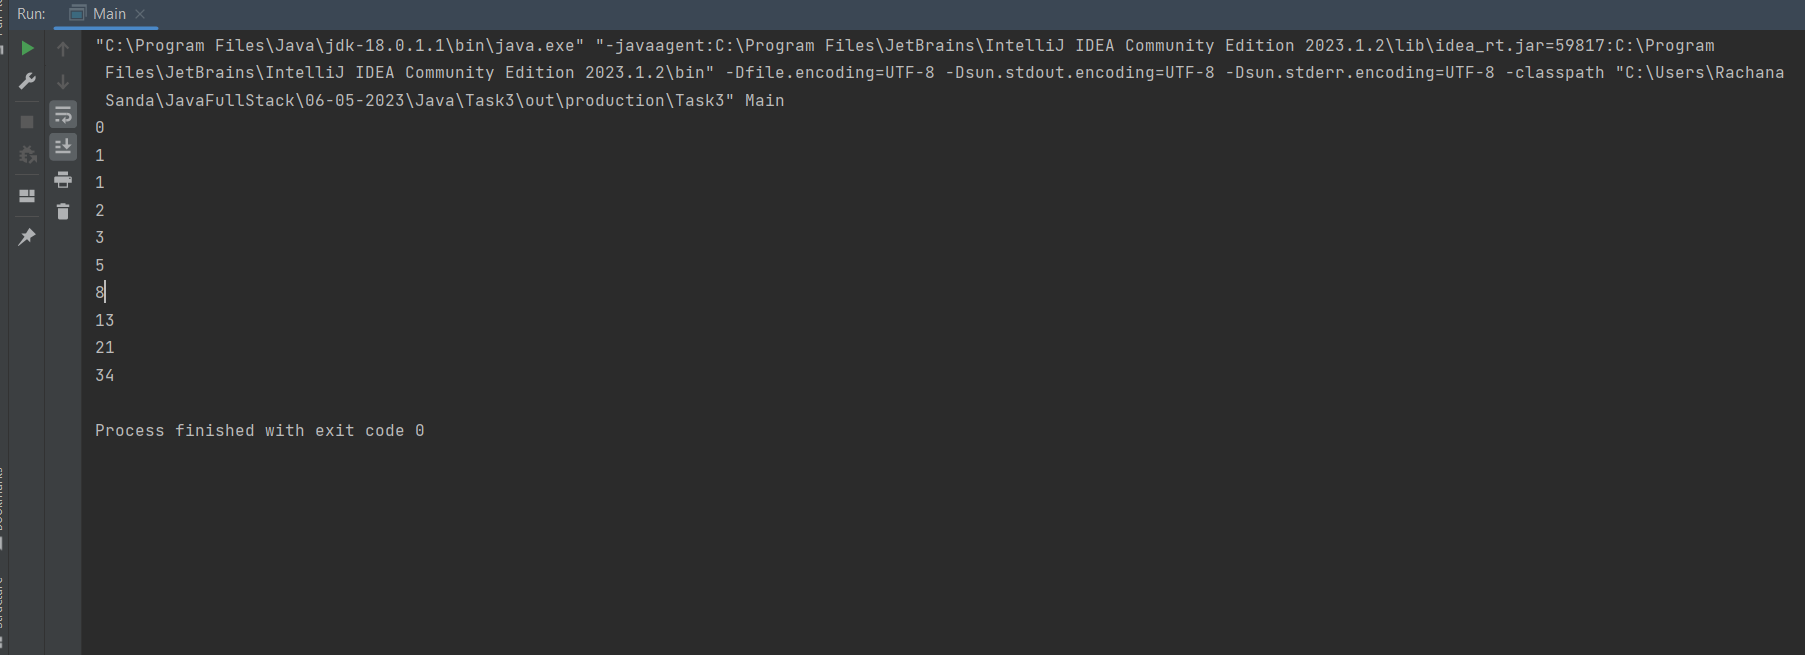 Run: Main
"C:\Program Files\Java\jdk-18.0.1.1\bin\java.exe" "-javaagent:C:\Program Files\JetBrains\IntelliJ IDEA Community Edition 2023.1.2\lib\idea_rt.jar=59817:C:\Program
Files\JetBrains\IntelliJ IDEA Community Edition 2023.1.2\bin" -Dfile.encoding=UTF-8 -Dsun.stdout.encoding=UTF-8 -Dsun.stderr.encoding=UTF-8 -classpath "C:\Users\Rachana
Sanda\JavaFullStack\06-05-2023\Java\Task3\out\production\Task3" Main
0
1
1
2
3
5
8
13
21
34
Process finished with exit code 0